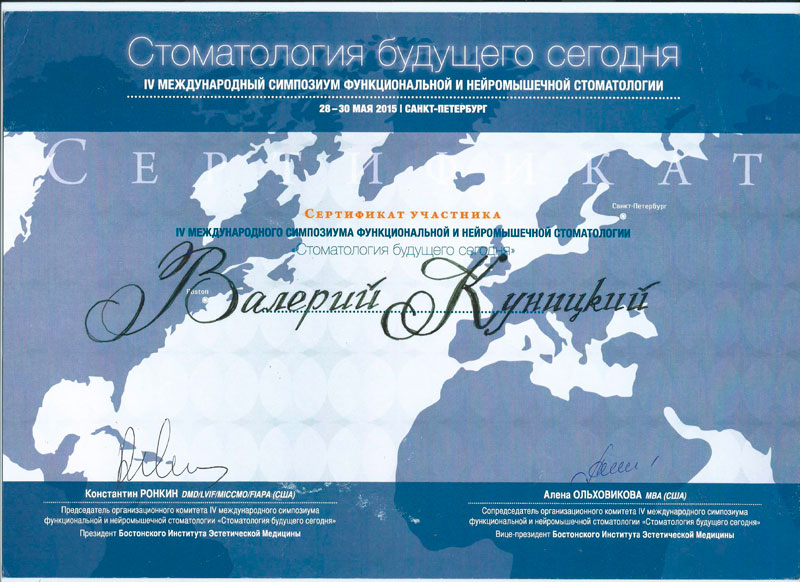 Стоматология будущего сегодня
IV МЕЖДУНАРОДНЫЙ СИМПОЗИУМ ФУНКЦИОНАЛЬНОЙ И НЕЙРОМЫШЕЧНОЙ СТОМАТОЛОГИИ
28–30 МАЯ 2015 | САНКТ-ПЕТЕРБУРГ
СЕРТИФИКАТ
Санкт-Петербург
СЕРТИФИКАТ УЧАСТНИКА
IV МЕЖДУНАРОДНОГО СИМПОЗИУМА ФУНКЦИОНАЛЬНОЙ И НЕЙРОМЫШЕЧНОЙ СТОМАТОЛОГИИ
«Стоматология будущего сегодня»
Boston
Валерий Куницкий
Константин РОНКИН DMD/LVIF/MICCMO/FIAPA (США)
Председатель организационного комитета IV международного симпозиума
функциональной и нейромышечной стоматологии «Стоматология будущего сегодня»
Президент Бостонского Института Эстетической Медицины
Алена ОЛЬХОВИКОВА MBA (США)
Сопредседатель организационного комитета IV международного симпозиума
функциональной и нейромышечной стоматологии «Стоматология будущего сегодня»
Вице-президент Бостонского Института Эстетической Медицины